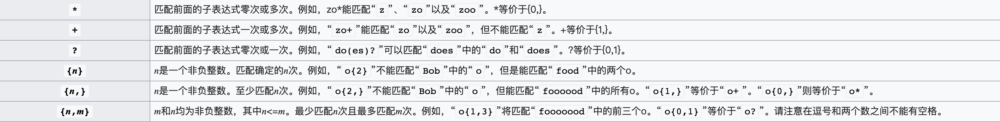 * 匹配前面的子表达式零次或多次。例如，zo*能匹配“z”、“zo”以及“zoo”。*等价于{0,}。
+ 匹配前面的子表达式一次或多次。例如，“zo+”能匹配“zo”以及“zoo”，但不能匹配“z”。+等价于{1,}。
? 匹配前面的子表达式零次或一次。例如，“do(es)?”可以匹配“does”中的“do”和“does”。?等价于{0,1}。
{n} n是一个非负整数。匹配确定的n次。例如，“o{2}”不能匹配“Bob”中的“o”，但是能匹配“food”中的两个o。
{n,} n是一个非负整数。至少匹配n次。例如，“o{2,}”不能匹配“Bob”中的“o”，但能匹配“foooood”中的所有o。“o{1,}”等价于“o+”。“o{0,}”则等价于“o*”。
{n,m} m和n均为非负整数，其中n<=m。最少匹配n次且最多匹配m次。例如，“o{1,3}”将匹配“fooooood”中的前三个o。“o{0,1}”等价于“o?”。请注意在逗号和两个数之间不能有空格。